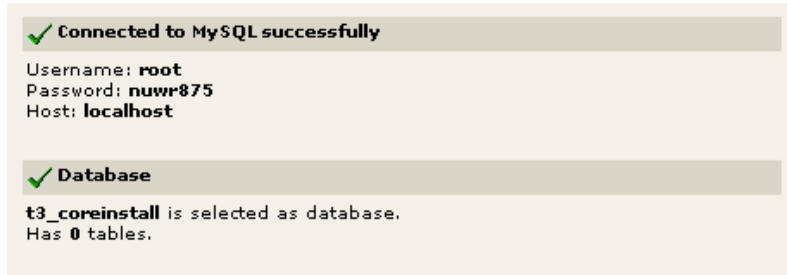 Connected to MySQL successfully
Username: root
Password: nuwr875
Host: localhost
Database
t3_coreinstall is selected as database.
Has 0 tables.